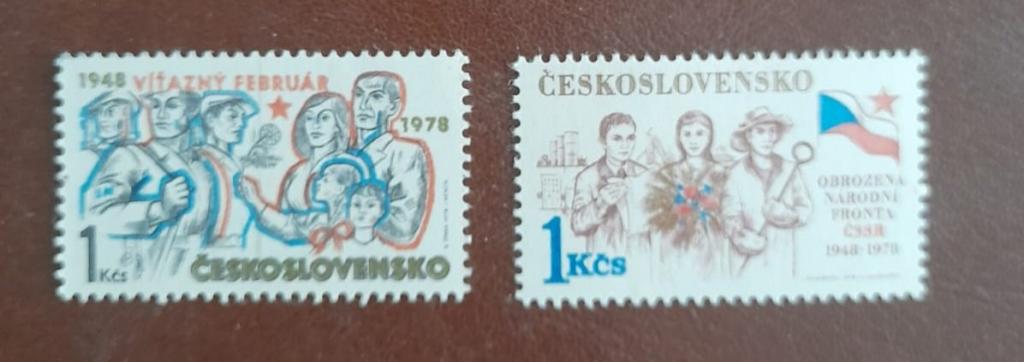 1948 VÍŤAZNÝ FEBRUÁR
1978
1 Kčs
ČESKOSLOVENSKO
ČESKOSLOVENSKO
OBROZENÁ
NÁRODNÍ
FRONTA
ČSSR
1948-1978
1 Kčs